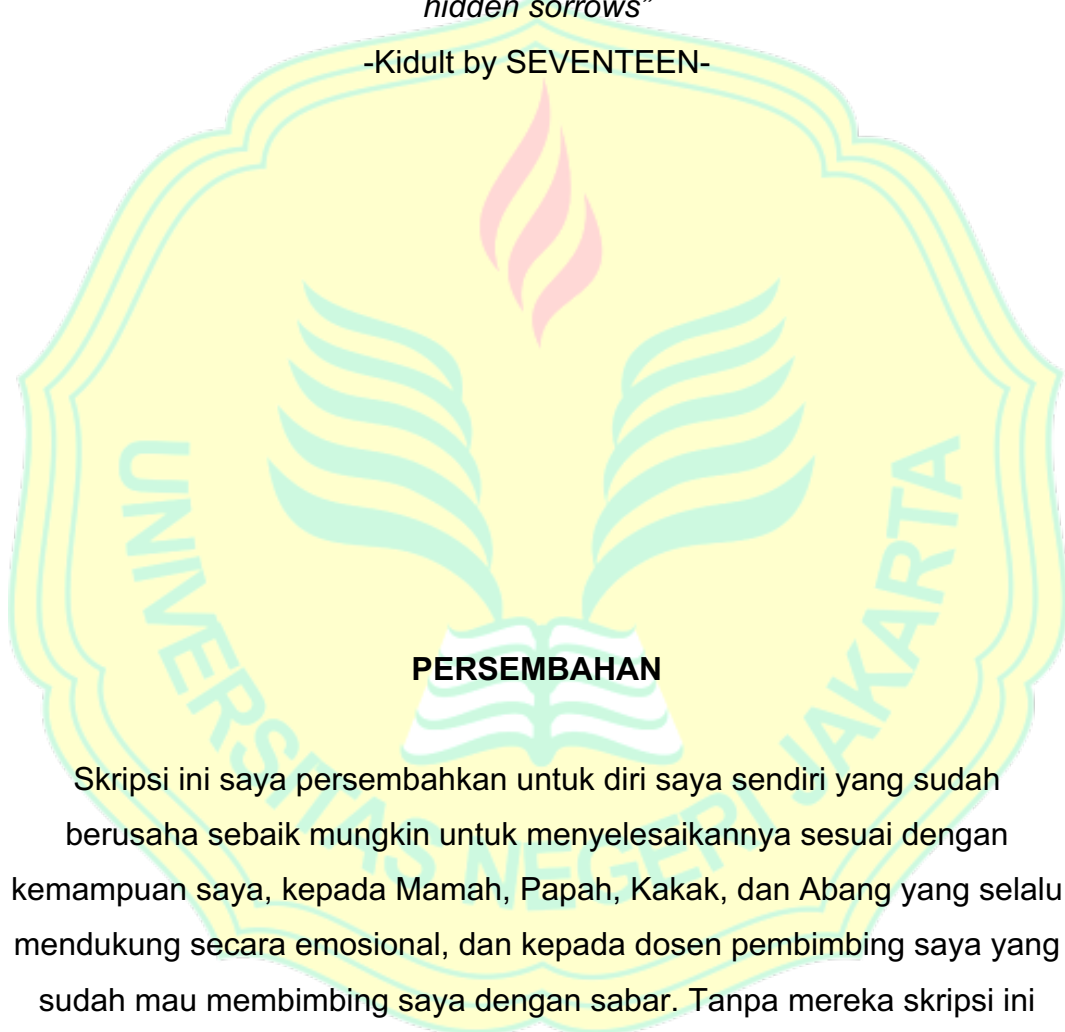 hidden sorrows”
-Kidult by SEVENTEEN-
PERSEMBAHAN
Skripsi ini saya persembahkan untuk diri saya sendiri yang sudah
berusaha sebaik mungkin untuk menyelesaikannya sesuai dengan
kemampuan saya, kepada Mamah, Papah, Kakak, dan Abang yang selalu
mendukung secara emosional, dan kepada dosen pembimbing saya yang
sudah mau membimbing saya dengan sabar. Tanpa mereka skripsi ini
UNIVERSITAS NEGERI JAKARTA